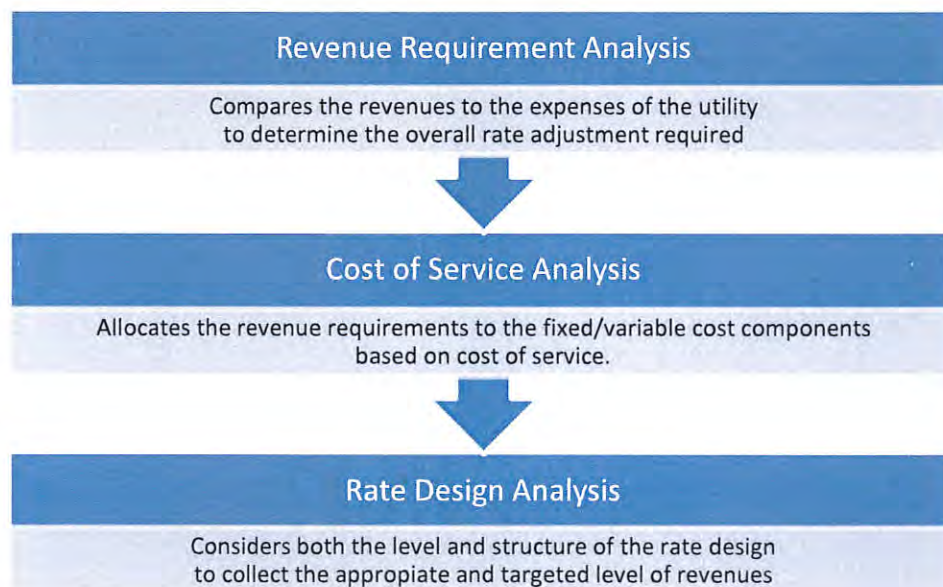 Revenue Requirement Analysis
Compares the revenues to the expenses of the utility
to determine the overall rate adjustment required
Cost of Service Analysis
Allocates the revenue requirements to the fixed/variable cost components
based on cost of service.
Rate Design Analysis
Considers both the level and structure of the rate design
to collect the appropiate and targeted level of revenues